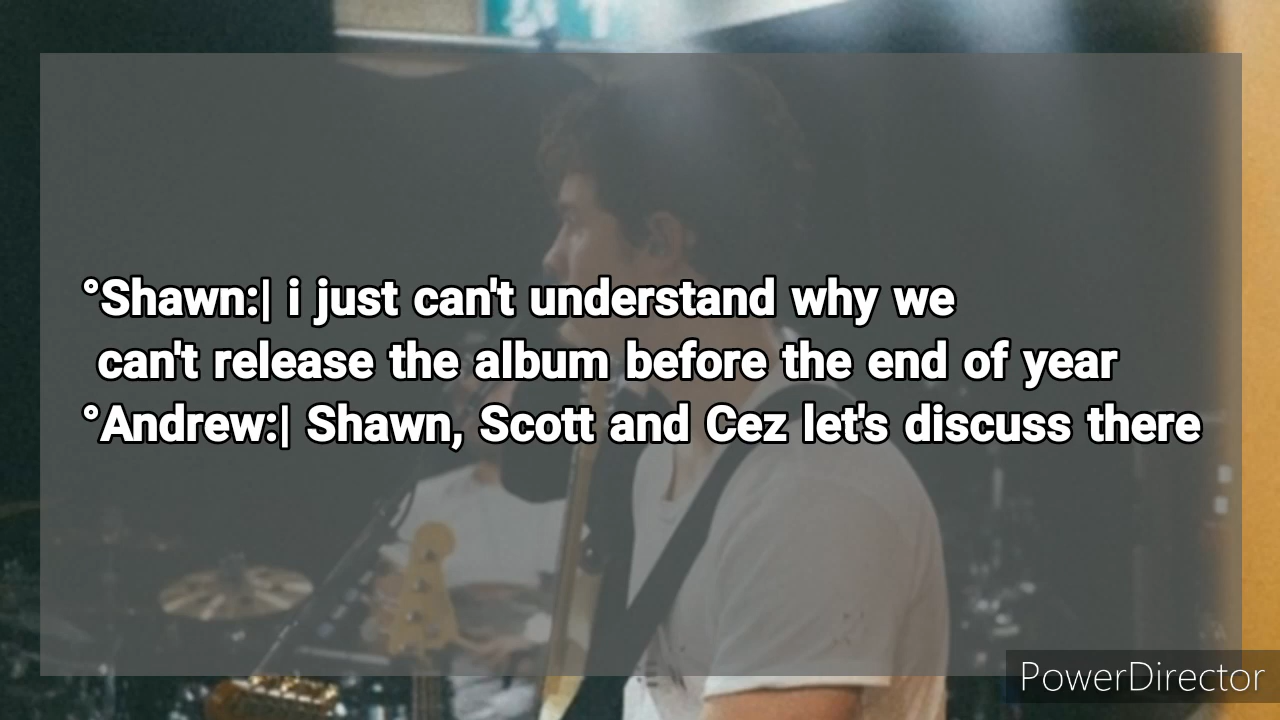 °Shawn:| i just can't understand why we
can't release the album before the end of year
°Andrew:| Shawn, Scott and Cez let's discuss there
PowerDirector